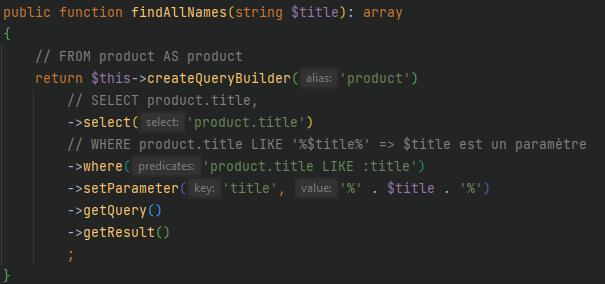 public function findAllNames(string $title): array
{
// FROM product AS product
return $this->createQueryBuilder( alias: 'product')
// SELECT product.title,
->select( select: 'product.title')
// WHERE product.title LIKE '%$title%' => $title est un paramètre
->where( predicates: 'product.title LIKE :title')
->setParameter( key: 'title', value: '%' . $title . '%')
->getQuery()
->getResult()
;
}